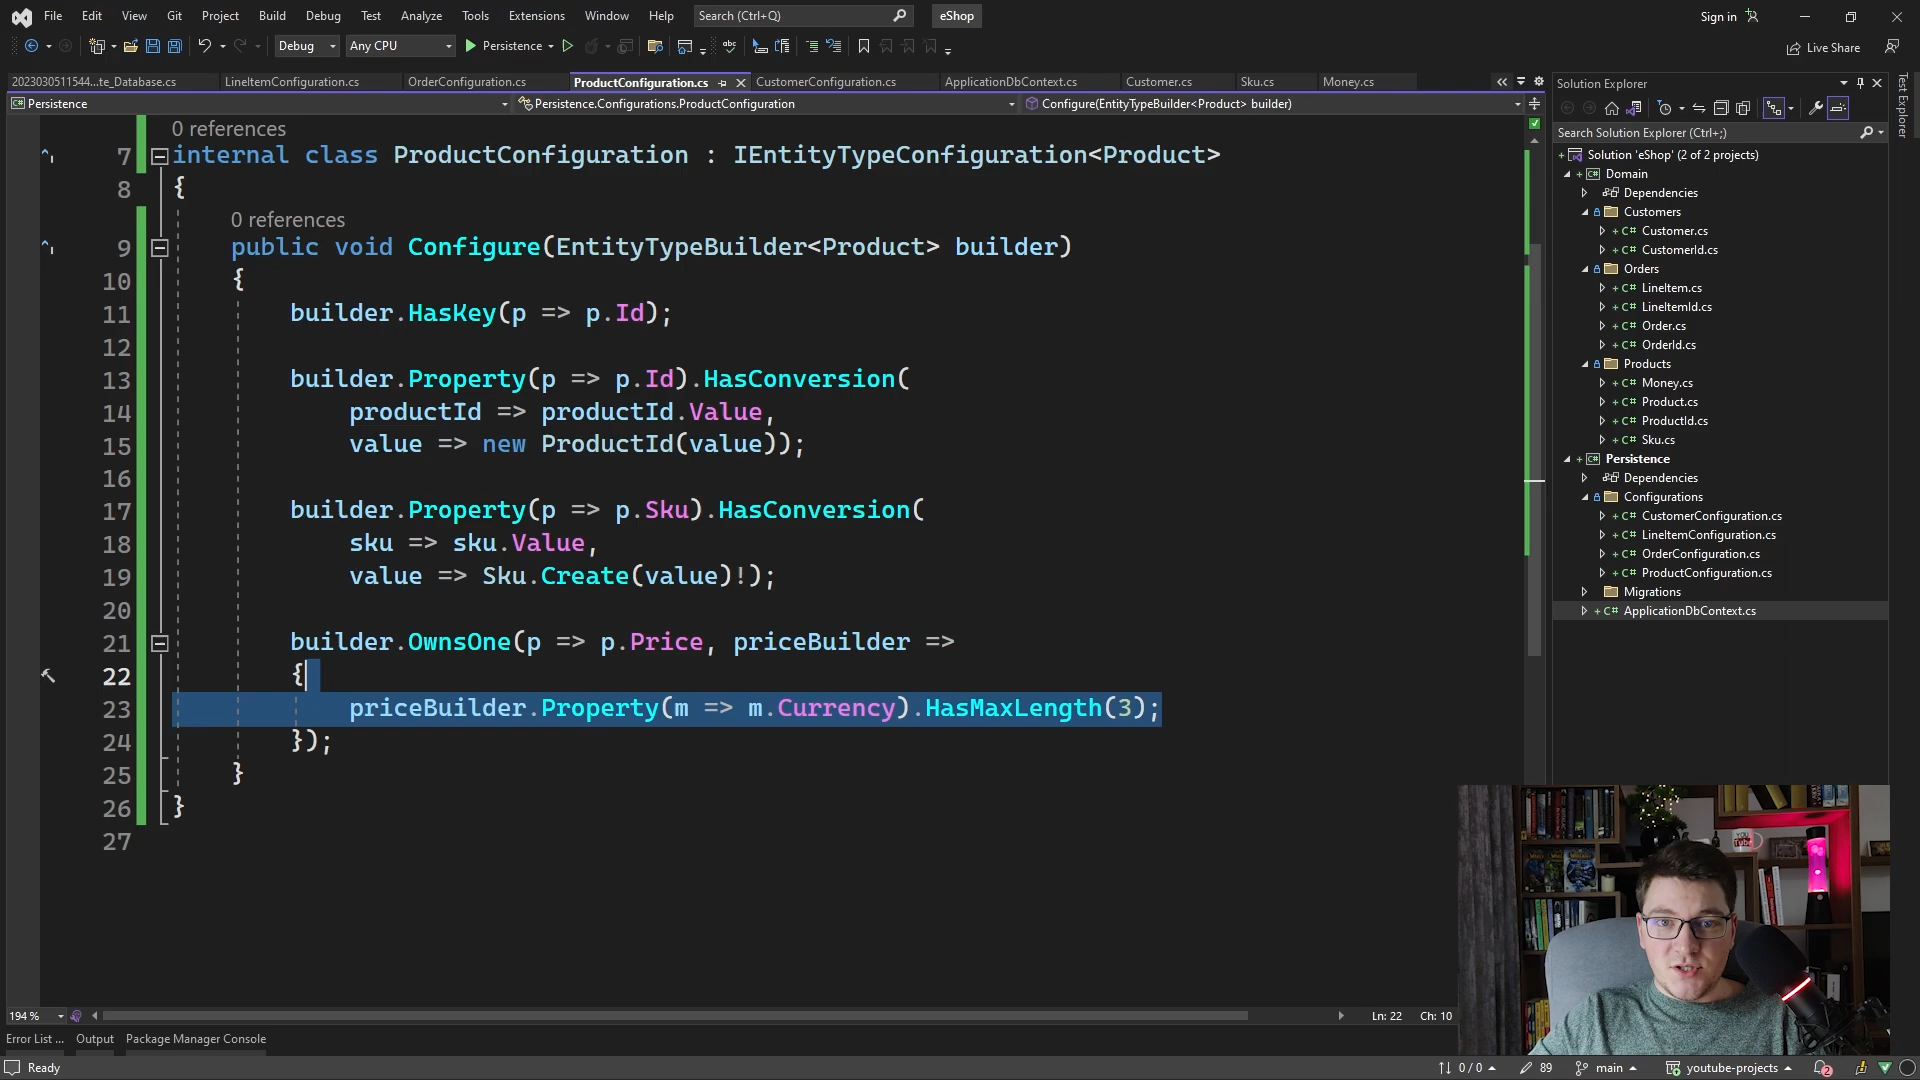 File Edit View Git Project Build Debug Test Analyze Tools Extensions Window Help Search (Ctrl+Q) eShop Sign in
Debug Any CPU Persistence Live Share
2023030511544...te_Database.cs LineItemConfiguration.cs OrderConfiguration.cs ProductConfiguration.cs CustomerConfiguration.cs ApplicationDbContext.cs Customer.cs Sku.cs Money.cs
Persistence Persistence.Configurations.ProductConfiguration Configure(EntityTypeBuilder<Product> builder)
0 references
7 internal class ProductConfiguration : IEntityTypeConfiguration<Product>
8 {
0 references
9 public void Configure(EntityTypeBuilder<Product> builder)
10 {
11 builder.HasKey(p => p.Id);
12
13 builder.Property(p => p.Id).HasConversion(
14 productId => productId.Value,
15 value => new ProductId(value));
16
17 builder.Property(p => p.Sku).HasConversion(
18 sku => sku.Value,
19 value => Sku.Create(value)!);
20
21 builder.OwnsOne(p => p.Price, priceBuilder =>
22 {
23 priceBuilder.Property(m => m.Currency).HasMaxLength(3);
24 });
25 }
26 }
27
194 % Ln: 22 Ch: 10
Error List ... Output Package Manager Console
Ready 0 / 0 89 main youtube-projects 2
Solution Explorer
Search Solution Explorer (Ctrl+;)
Solution 'eShop' (2 of 2 projects)
Domain
Dependencies
Customers
C# Customer.cs
C# CustomerId.cs
Orders
C# LineItem.cs
C# LineItemId.cs
C# Order.cs
C# OrderId.cs
Products
C# Money.cs
C# Product.cs
C# ProductId.cs
C# Sku.cs
Persistence
Dependencies
Configurations
C# CustomerConfiguration.cs
C# LineItemConfiguration.cs
C# OrderConfiguration.cs
C# ProductConfiguration.cs
Migrations
C# ApplicationDbContext.cs
Test Explorer
YOU
Tube